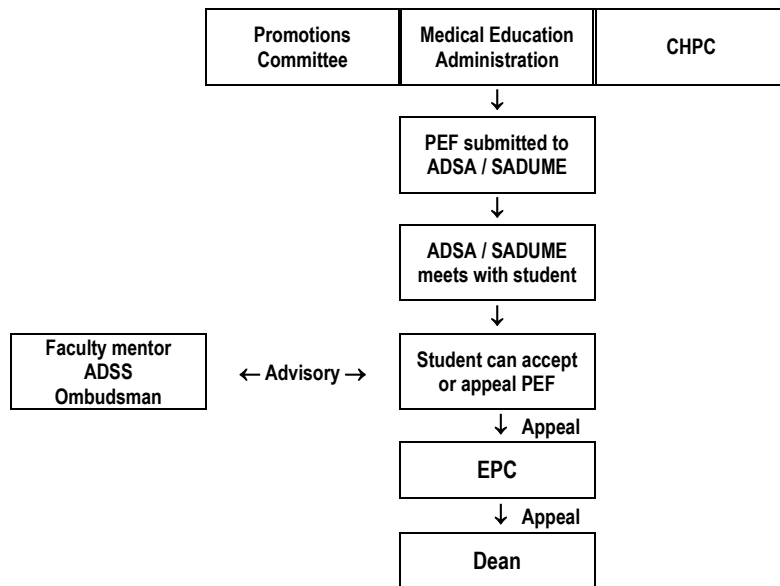 Promotions
Committee
Medical Education
Administration
CHPC
↓
PEF submitted to
ADSA / SADUME
↓
ADSA / SADUME
meets with student
↓
Faculty mentor
ADSS
Ombudsman
← Advisory →
Student can accept
or appeal PEF
↓ Appeal
EPC
↓ Appeal
Dean